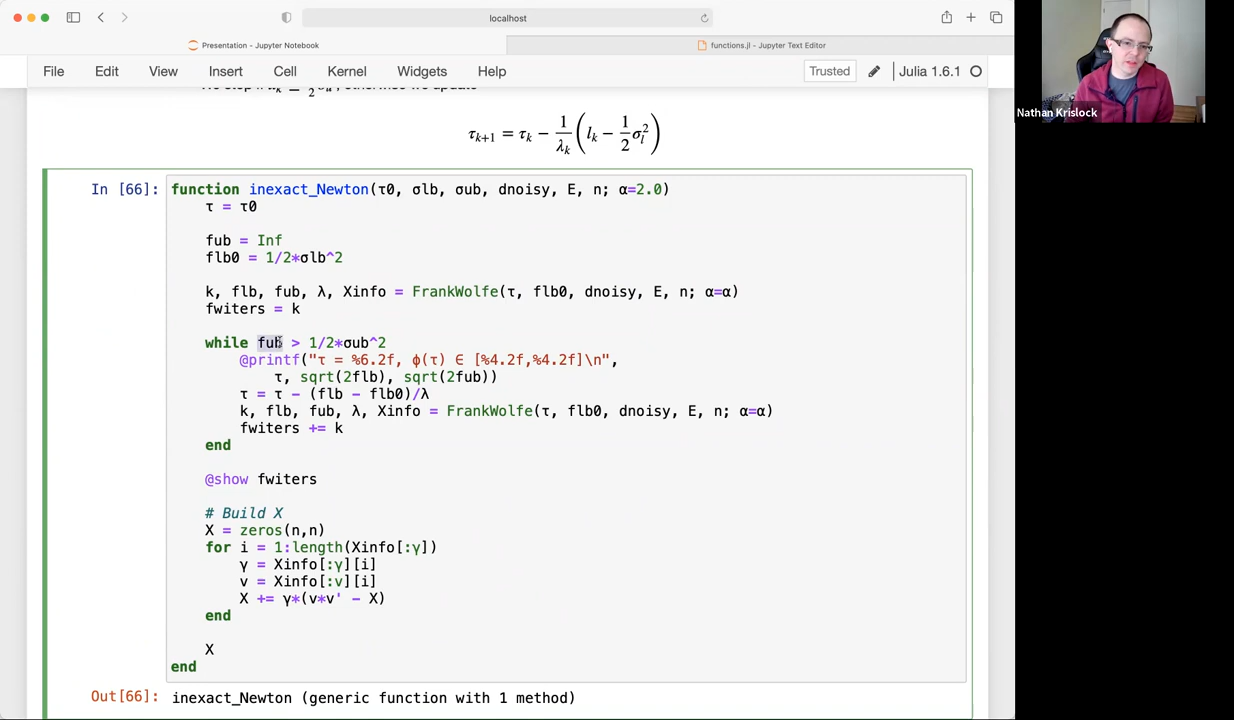 localhost
Presentation - Jupyter Notebook
functions.jl - Jupyter Text Editor
File Edit View Insert Cell Kernel Widgets Help
Trusted
Julia 1.6.1
τk+1 = τk − 1/λk (lk − 1/2 σl^2)
In [66]:
function inexact_Newton(τ0, σlb, σub, dnoisy, E, n; α=2.0)
τ = τ0
fub = Inf
flb0 = 1/2*σlb^2
k, flb, fub, λ, Xinfo = FrankWolfe(τ, flb0, dnoisy, E, n; α=α)
fwiters = k
while fub > 1/2*σub^2
@printf("τ = %6.2f, ϕ(τ) ∈ [%4.2f,%4.2f]\n",
τ, sqrt(2flb), sqrt(2fub))
τ = τ - (flb - flb0)/λ
k, flb, fub, λ, Xinfo = FrankWolfe(τ, flb0, dnoisy, E, n; α=α)
fwiters += k
end
@show fwiters
# Build X
X = zeros(n,n)
for i = 1:length(Xinfo[:γ])
γ = Xinfo[:γ][i]
v = Xinfo[:v][i]
X += γ*(v*v' - X)
end
X
end
Out[66]: inexact_Newton (generic function with 1 method)
Nathan Krislock